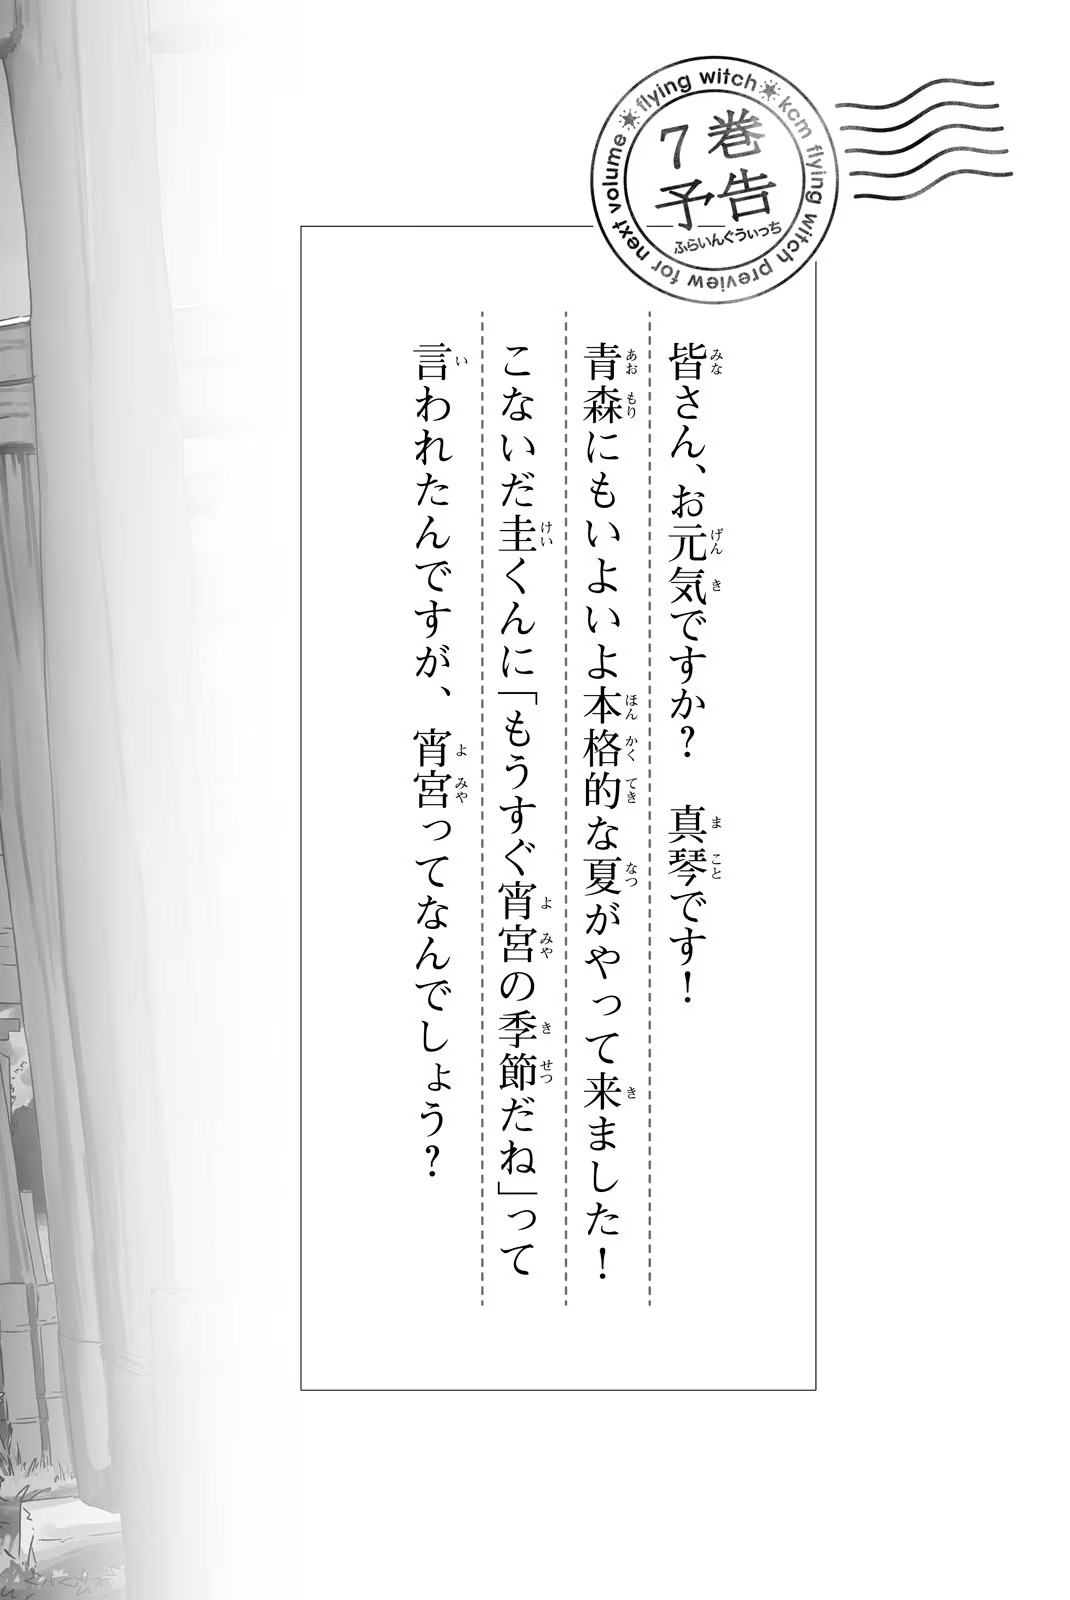 flying witch kcm flying witch preview for next volume
7巻
予告
ふらいんぐうぃっち
皆さん、お元気ですか？　真琴です！
青森にもいよいよ本格的な夏がやって来ました！
こないだ圭くんに「もうすぐ宵宮の季節だね」って
言われたんですが、宵宮ってなんでしょう？